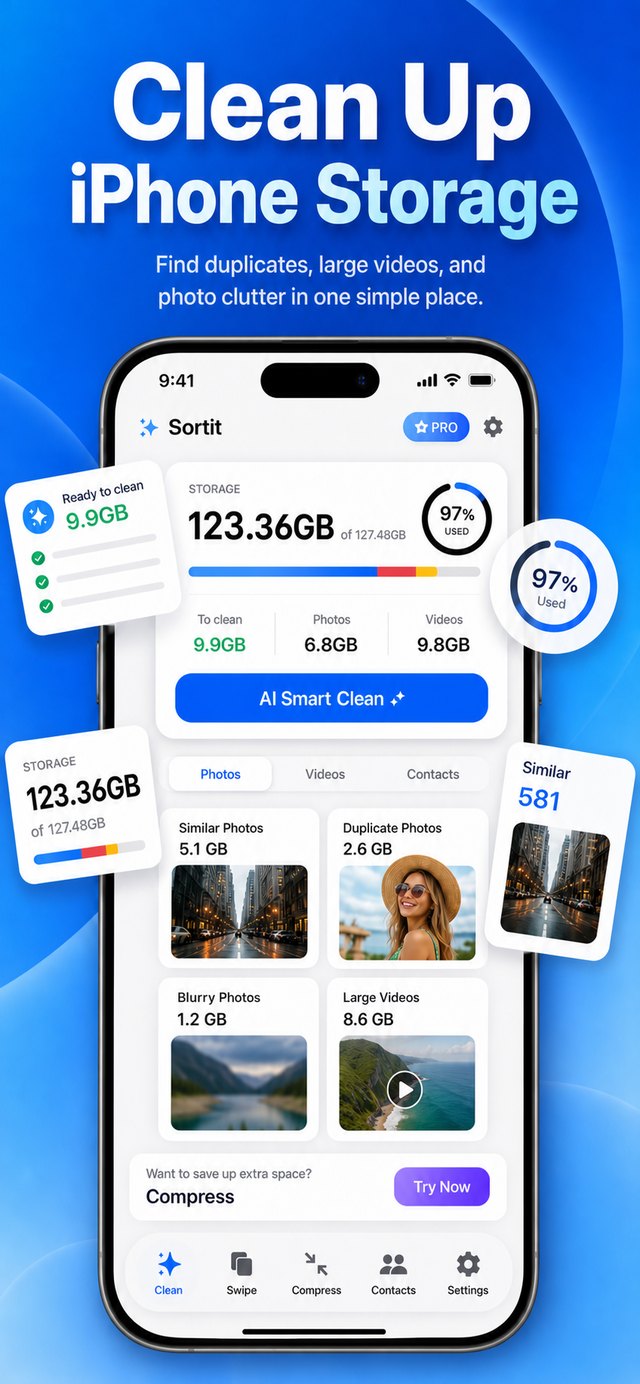 Clean Up
iPhone Storage
Find duplicates, large videos, and
photo clutter in one simple place.
9:41
Sortit
PRO
Ready to clean
9.9GB
STORAGE
123.36GB of 127.48GB
97%
USED
97%
Used
To clean
9.9GB
Photos
6.8GB
Videos
9.8GB
AI Smart Clean
STORAGE
123.36GB
of 127.48GB
Photos
Videos
Contacts
Similar
581
Similar Photos
5.1 GB
Duplicate Photos
2.6 GB
Blurry Photos
1.2 GB
Large Videos
8.6 GB
Want to save up extra space?
Compress
Try Now
Clean
Swipe
Compress
Contacts
Settings